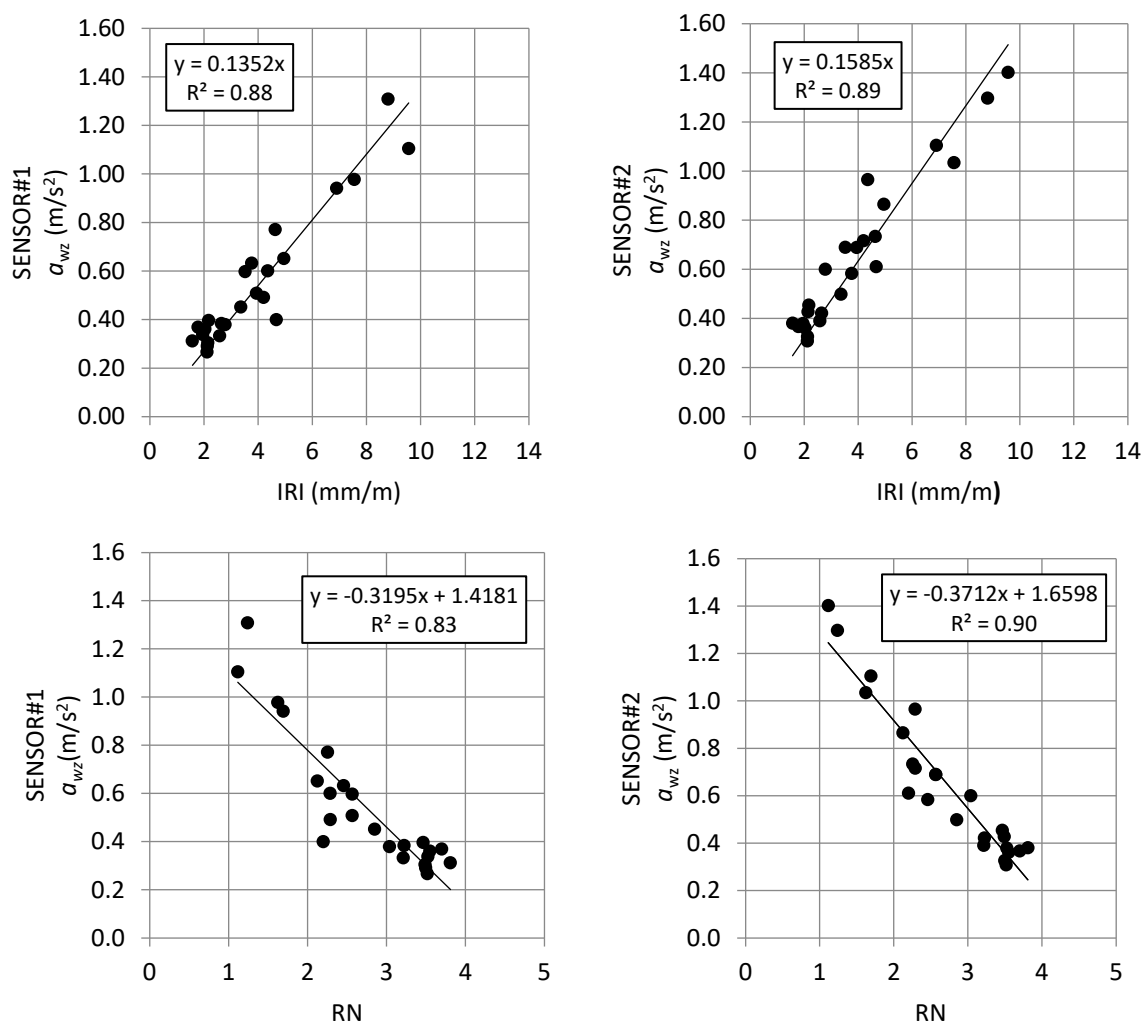 1.60
1.40
1.20
1.00
0.80
0.60
0.40
0.20
0.00
SENSOR#1
a_wz (m/s²)
y = 0.1352x
R² = 0.88
0 2 4 6 8 10 12 14
IRI (mm/m)
1.60
1.40
1.20
1.00
0.80
0.60
0.40
0.20
0.00
SENSOR#2
a_wz (m/s²)
y = 0.1585x
R² = 0.89
0 2 4 6 8 10 12 14
IRI (mm/m)
1.6
1.4
1.2
1.0
0.8
0.6
0.4
0.2
0.0
SENSOR#1
a_wz(m/s²)
y = -0.3195x + 1.4181
R² = 0.83
0 1 2 3 4 5
RN
1.6
1.4
1.2
1.0
0.8
0.6
0.4
0.2
0.0
SENSOR#2
a_wz (m/s²)
y = -0.3712x + 1.6598
R² = 0.90
0 1 2 3 4 5
RN